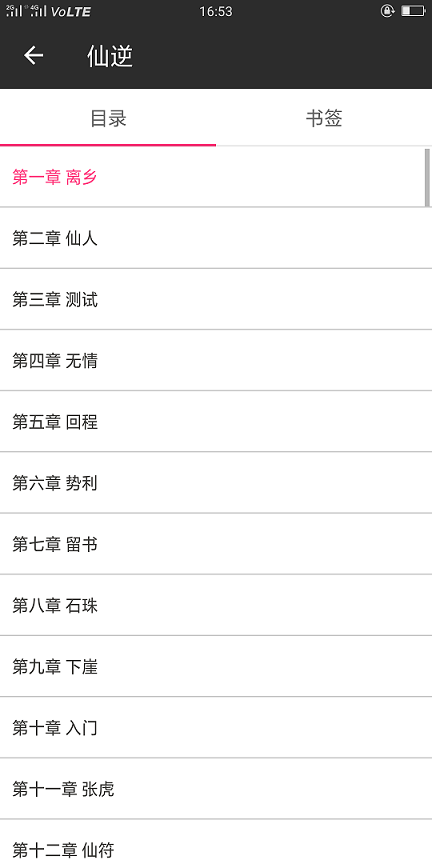 2G 4G VoLTE 16:53
仙逆
目录 书签
第一章 离乡
第二章 仙人
第三章 测试
第四章 无情
第五章 回程
第六章 势利
第七章 留书
第八章 石珠
第九章 下崖
第十章 入门
第十一章 张虎
第十二章 仙符